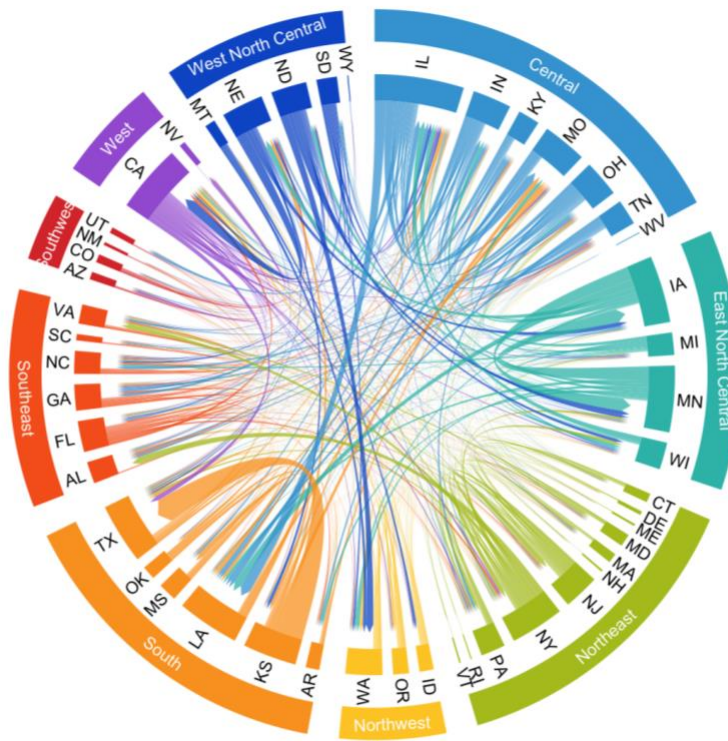 West North Central
MT
NE
ND
SD
WY
Central
IL
IN
KY
MO
OH
TN
WV
East North Central
IA
MI
MN
WI
Northeast
CT
DE
ME
MD
MA
NH
NJ
NY
PA
RI
VT
Northwest
ID
OR
WA
South
AR
KS
LA
MS
OK
TX
Southeast
AL
FL
GA
NC
SC
VA
Southwest
AZ
CO
NM
UT
West
CA
NV